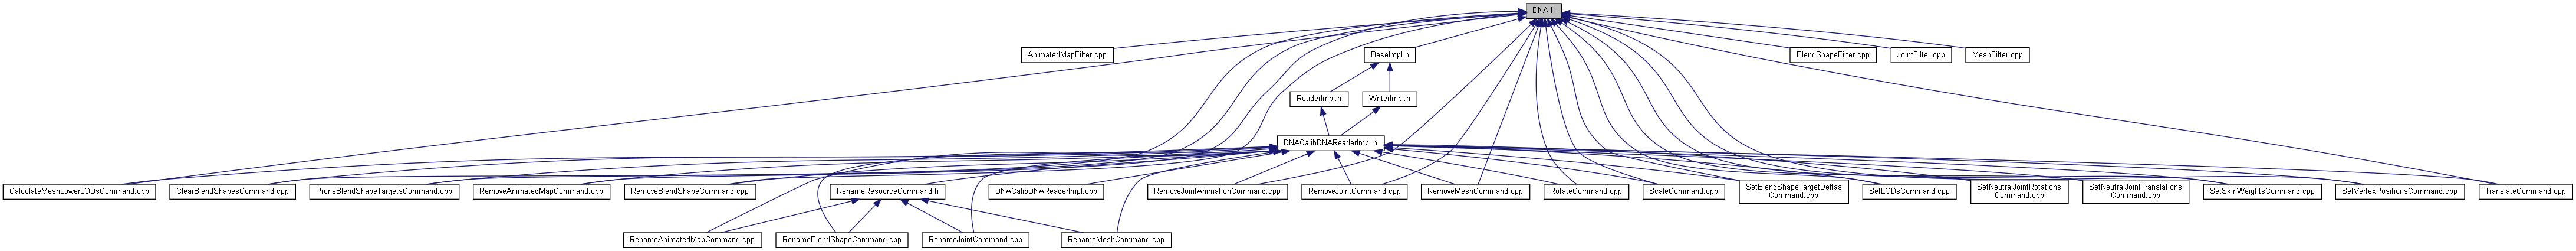 DNA.h
AnimatedMapFilter.cpp
BaseImpl.h
BlendShapeFilter.cpp
JointFilter.cpp
MeshFilter.cpp
ReaderImpl.h
WriterImpl.h
DNACalibDNAReaderImpl.h
CalculateMeshLowerLODsCommand.cpp
ClearBlendShapesCommand.cpp
PruneBlendShapeTargetsCommand.cpp
RemoveAnimatedMapCommand.cpp
RemoveBlendShapeCommand.cpp
RenameResourceCommand.h
DNACalibDNAReaderImpl.cpp
RemoveJointAnimationCommand.cpp
RemoveJointCommand.cpp
RemoveMeshCommand.cpp
RotateCommand.cpp
ScaleCommand.cpp
SetBlendShapeTargetDeltas
Command.cpp
SetLODsCommand.cpp
SetNeutralJointRotations
Command.cpp
SetNeutralJointTranslations
Command.cpp
SetSkinWeightsCommand.cpp
SetVertexPositionsCommand.cpp
TranslateCommand.cpp
RenameAnimatedMapCommand.cpp
RenameBlendShapeCommand.cpp
RenameJointCommand.cpp
RenameMeshCommand.cpp